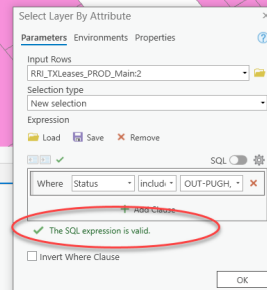 Select Layer By Attribute
Parameters Environments Properties
Input Rows
RRI_TXLeases_PROD_Main:2
Selection type
New selection
Expression
Load Save Remove
SQL
Where Status OUT-PUGH,
Add Clause
The SQL expression is valid.
Invert Where Clause
OK